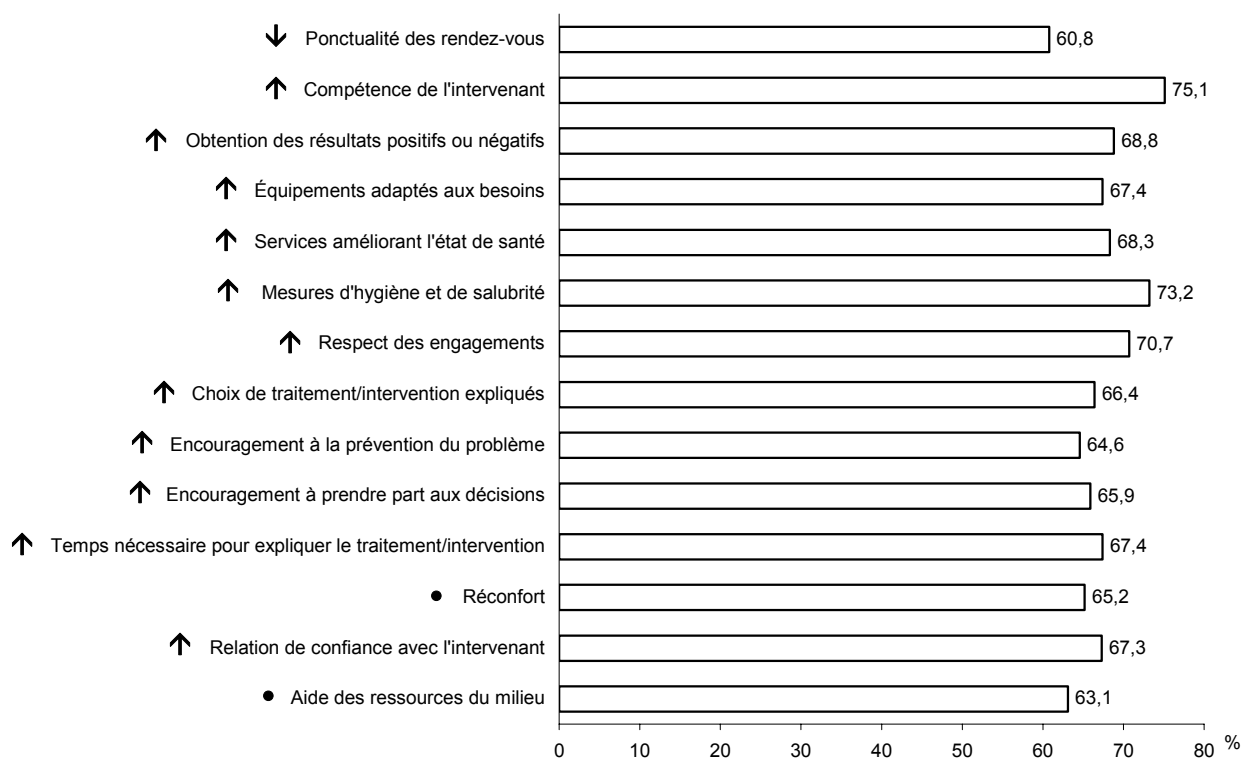 ↓ Ponctualité des rendez-vous 60,8
↑ Compétence de l'intervenant 75,1
↑ Obtention des résultats positifs ou négatifs 68,8
↑ Équipements adaptés aux besoins 67,4
↑ Services améliorant l'état de santé 68,3
↑ Mesures d'hygiène et de salubrité 73,2
↑ Respect des engagements 70,7
↑ Choix de traitement/intervention expliqués 66,4
↑ Encouragement à la prévention du problème 64,6
↑ Encouragement à prendre part aux décisions 65,9
↑ Temps nécessaire pour expliquer le traitement/intervention 67,4
• Réconfort 65,2
↑ Relation de confiance avec l'intervenant 67,3
• Aide des ressources du milieu 63,1
0 10 20 30 40 50 60 70 80 %